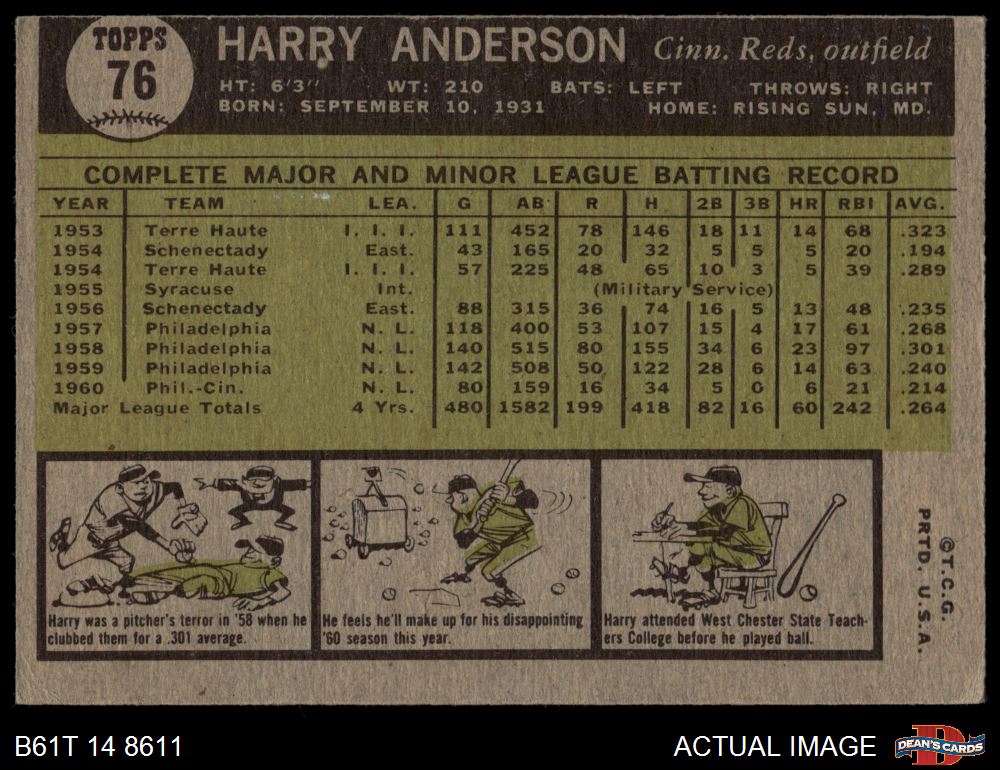 TOPPS
76
HARRY ANDERSON Cinn. Reds, outfield
HT: 6'3" WT: 210 BATS: LEFT THROWS: RIGHT
BORN: SEPTEMBER 10, 1931 HOME: RISING SUN, MD.
COMPLETE MAJOR AND MINOR LEAGUE BATTING RECORD
YEAR TEAM LEA. G AB R H 2B 3B HR RBI AVG.
1953 Terre Haute I. I. I. 111 452 78 146 18 11 14 68 .323
1954 Schenectady East. 43 165 20 32 5 5 5 20 .194
1954 Terre Haute I. I. I. 57 225 48 65 10 3 5 39 .289
1955 Syracuse Int. (Military Service)
1956 Schenectady East. 88 315 36 74 16 5 13 48 .235
1957 Philadelphia N. L. 118 400 53 107 15 4 17 61 .268
1958 Philadelphia N. L. 140 515 80 155 34 6 23 97 .301
1959 Philadelphia N. L. 142 508 50 122 28 6 14 63 .240
1960 Phil.-Cin. N. L. 80 159 16 34 5 0 6 21 .214
Major League Totals 4 Yrs. 480 1582 199 418 82 16 60 242 .264
Harry was a pitcher's terror in '58 when he
clubbed them for a .301 average.
He feels he'll make up for his disappointing
'60 season this year.
Harry attended West Chester State Teach-
ers College before he played ball.
©T.C.G.
PRTD. U.S.A.
B61T 14 8611
ACTUAL IMAGE
D
DEAN'S CARDS